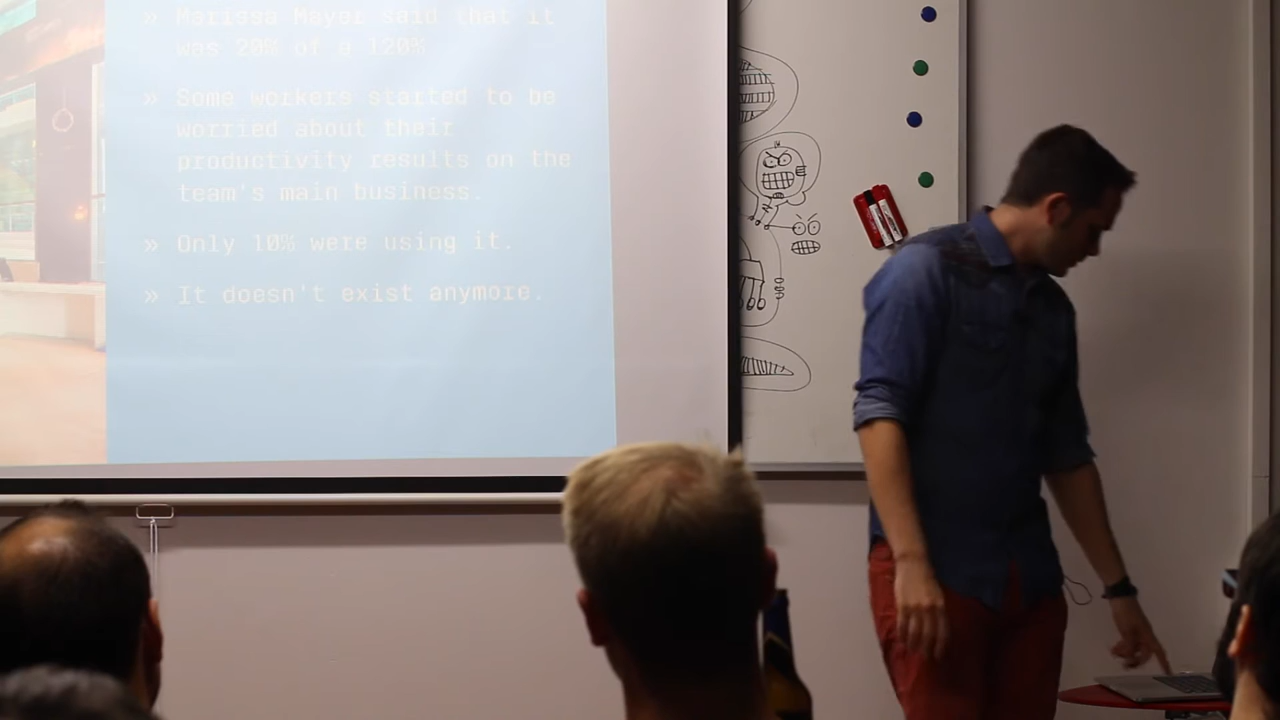 » Marissa Mayer said that it
was 20% of a 120%
» Some workers started to be
worried about their
productivity results on the
team's main business.
» Only 10% were using it.
» It doesn't exist anymore.